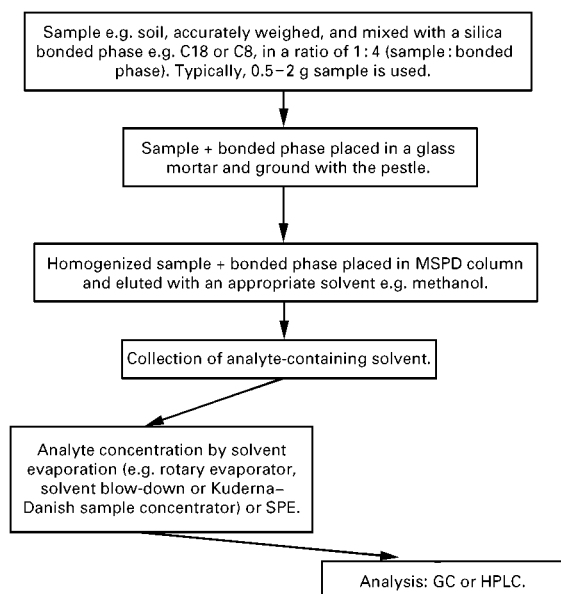 Sample e.g. soil, accurately weighed, and mixed with a silica
bonded phase e.g. C18 or C8, in a ratio of 1 : 4 (sample : bonded
phase). Typically, 0.5–2 g sample is used.
Sample + bonded phase placed in a glass
mortar and ground with the pestle.
Homogenized sample + bonded phase placed in MSPD column
and eluted with an appropriate solvent e.g. methanol.
Collection of analyte-containing solvent.
Analyte concentration by solvent
evaporation (e.g. rotary evaporator,
solvent blow-down or Kuderna–
Danish sample concentrator) or SPE.
Analysis: GC or HPLC.